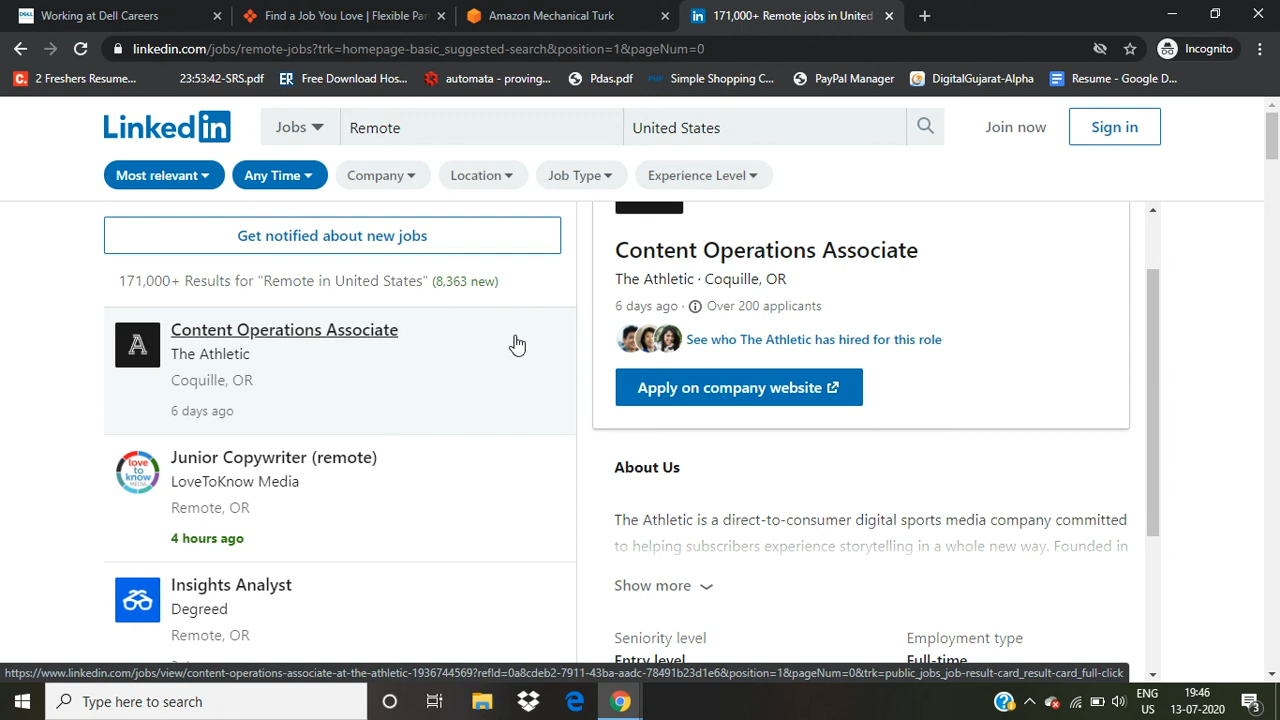 Working at Dell Careers
Find a Job You Love | Flexible Par
Amazon Mechanical Turk
171,000+ Remote jobs in United
linkedin.com/jobs/remote-jobs?trk=homepage-basic_suggested-search&position=1&pageNum=0
Incognito
2 Freshers Resume...
23:53:42-SRS.pdf
Free Download Hos...
automata - proving...
Pdas.pdf
Simple Shopping C...
PayPal Manager
DigitalGujarat-Alpha
Resume - Google D...
Linked in
Jobs
Remote
United States
Join now
Sign in
Most relevant
Any Time
Company
Location
Job Type
Experience Level
Get notified about new jobs
171,000+ Results for "Remote in United States" (8,363 new)
A
Content Operations Associate
The Athletic
Coquille, OR
6 days ago
love to know MEDIA
Junior Copywriter (remote)
LoveToKnow Media
Remote, OR
4 hours ago
Insights Analyst
Degreed
Remote, OR
Content Operations Associate
The Athletic · Coquille, OR
6 days ago · Over 200 applicants
See who The Athletic has hired for this role
Apply on company website
About Us
The Athletic is a direct-to-consumer digital sports media company committed
to helping subscribers experience storytelling in a whole new way. Founded in
Show more
Seniority level
Entry level
Employment type
Full-time
https://www.linkedin.com/jobs/view/content-operations-associate-at-the-athletic-1936744569?refId=0a8cdeb2-7911-43ba-aadc-78491b23d1e6&position=1&pageNum=0&trk=public_jobs_job-result-card_result-card_full-click
Type here to search
ENG
US
19:46
13-07-2020
3